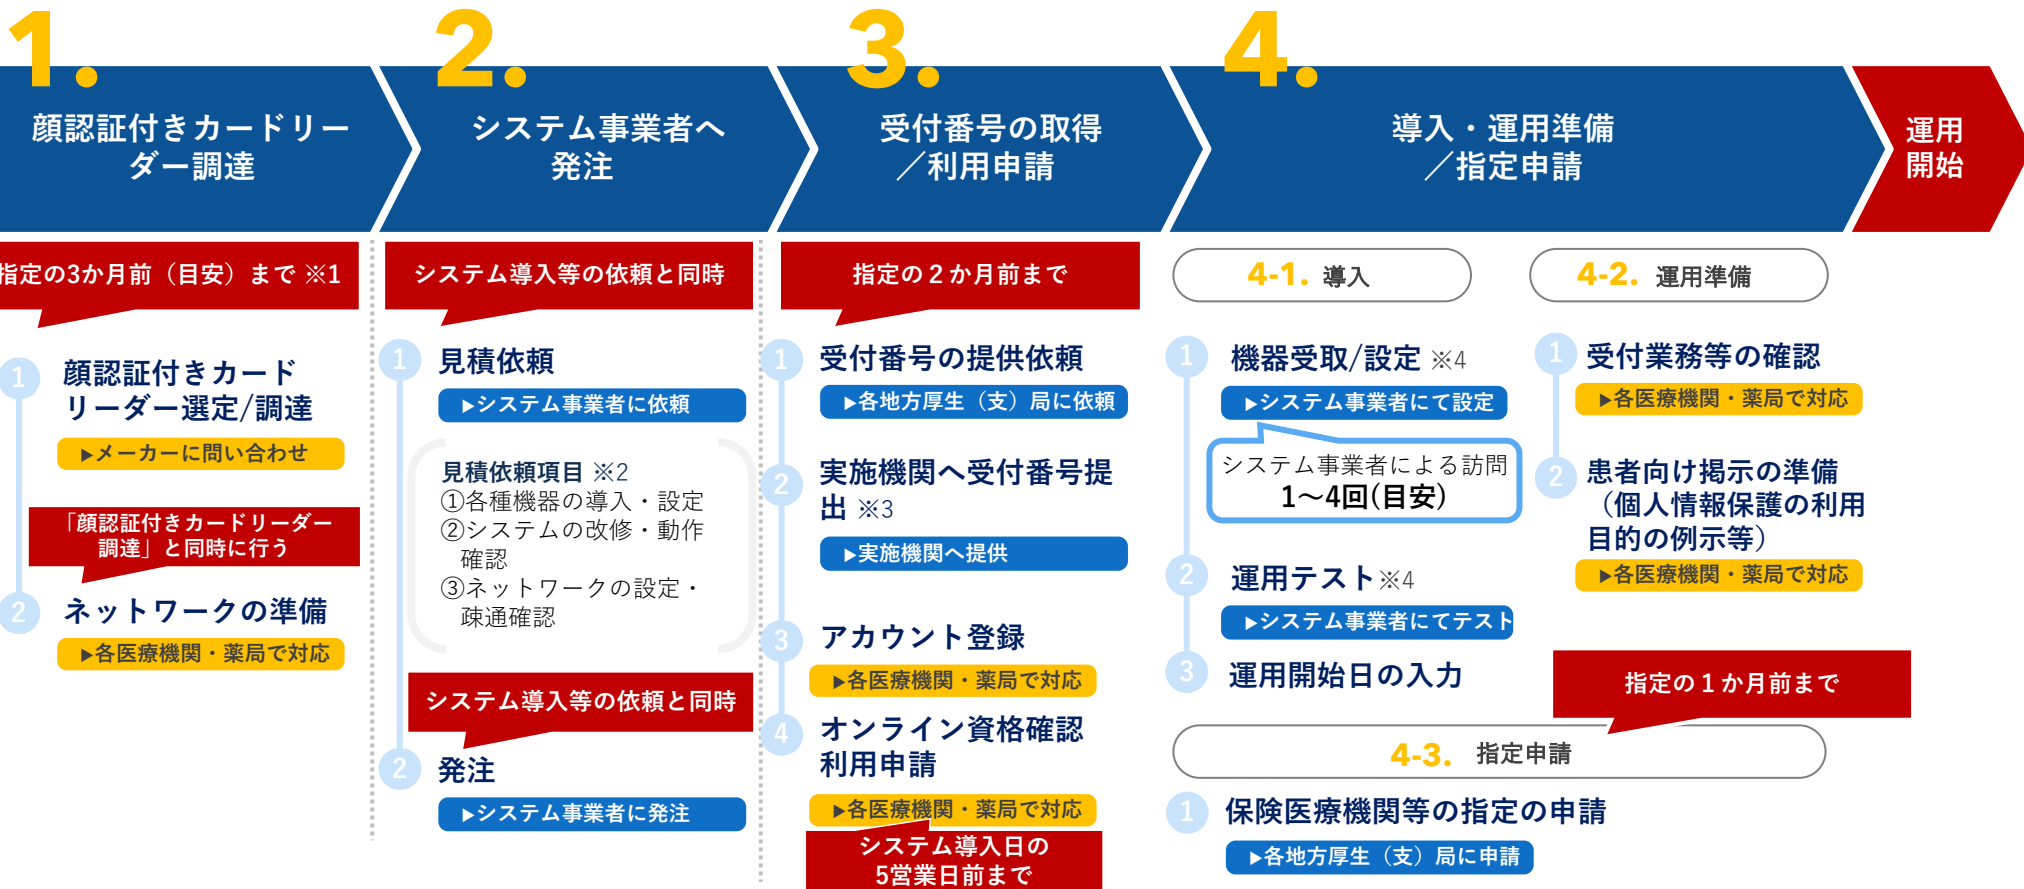 1.
顔認証付きカードリー
ダー調達
2.
システム事業者へ
発注
3.
受付番号の取得
／利用申請
4.
導入・運用準備
／指定申請
運用
開始
指定の3か月前（目安）まで ※1
1
顔認証付きカード
リーダー選定/調達
▶メーカーに問い合わせ
「顔認証付きカードリーダー
調達」と同時に行う
2
ネットワークの準備
▶各医療機関・薬局で対応
システム導入等の依頼と同時
1
見積依頼
▶システム事業者に依頼
見積依頼項目 ※2
①各種機器の導入・設定
②システムの改修・動作
確認
③ネットワークの設定・
疎通確認
システム導入等の依頼と同時
2
発注
▶システム事業者に発注
指定の２か月前まで
1
受付番号の提供依頼
▶各地方厚生（支）局に依頼
2
実施機関へ受付番号提
出 ※3
▶実施機関へ提供
3
アカウント登録
▶各医療機関・薬局で対応
4
オンライン資格確認
利用申請
▶各医療機関・薬局で対応
システム導入日の
5営業日前まで
4-1. 導入
1
機器受取/設定 ※4
▶システム事業者にて設定
システム事業者による訪問
1～4回(目安)
2
運用テスト※4
▶システム事業者にてテスト
3
運用開始日の入力
4-2. 運用準備
1
受付業務等の確認
▶各医療機関・薬局で対応
2
患者向け掲示の準備
（個人情報保護の利用
目的の例示等）
▶各医療機関・薬局で対応
指定の１か月前まで
4-3. 指定申請
1
保険医療機関等の指定の申請
▶各地方厚生（支）局に申請